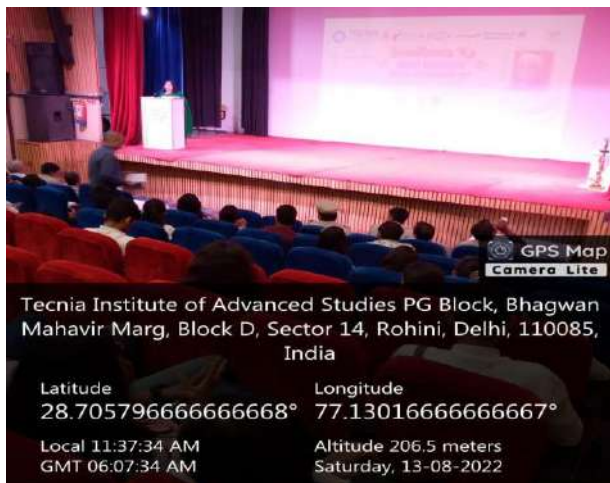 GPS Map
Camera Lite
Tecnia Institute of Advanced Studies PG Block, Bhagwan
Mahavir Marg, Block D, Sector 14, Rohini, Delhi, 110085,
India
Latitude
28.705796666666668°
Longitude
77.13016666666667°
Local 11:37:34 AM
GMT 06:07:34 AM
Altitude 206.5 meters
Saturday, 13-08-2022